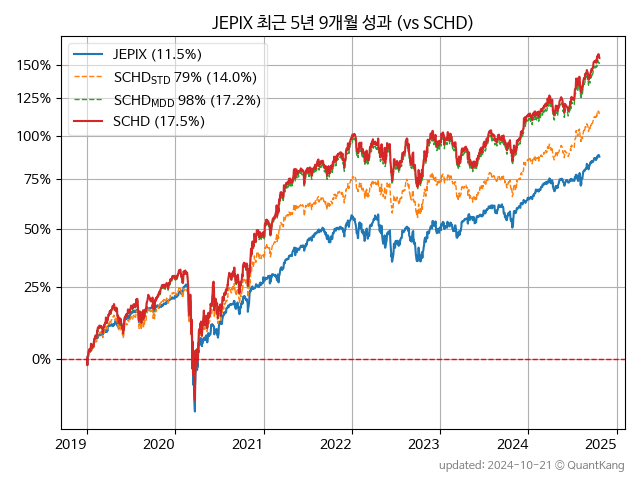 JEPIX 최근 5년 9개월 성과 (vs SCHD)
JEPIX (11.5%)
SCHD_STD 79% (14.0%)
SCHD_MDD 98% (17.2%)
SCHD (17.5%)
150%
125%
100%
75%
50%
25%
0%
2019 2020 2021 2022 2023 2024 2025
updated: 2024-10-21 © QuantKang